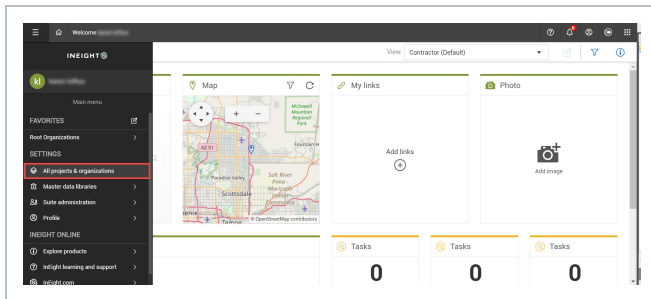 Welcome
View Contractor (Default)
INEIGHT
kl
Main menu
FAVORITES
Root Organizations
SETTINGS
All projects & organizations
Master data libraries
Suite administration
Profile
INEIGHT ONLINE
Explore products
InEight learning and support
InEight.com
Map
McDowell
Mountain
Regional
Park
Fountain H
AZ51
Paradise Valley
Salt River
Pima -
Maricopa
Indian
Community
Scottsdale
enix
Tempe
© OpenStreetMap contributors
My links
Add links
Photo
Add image
Tasks
0
Tasks
0
Tasks
0